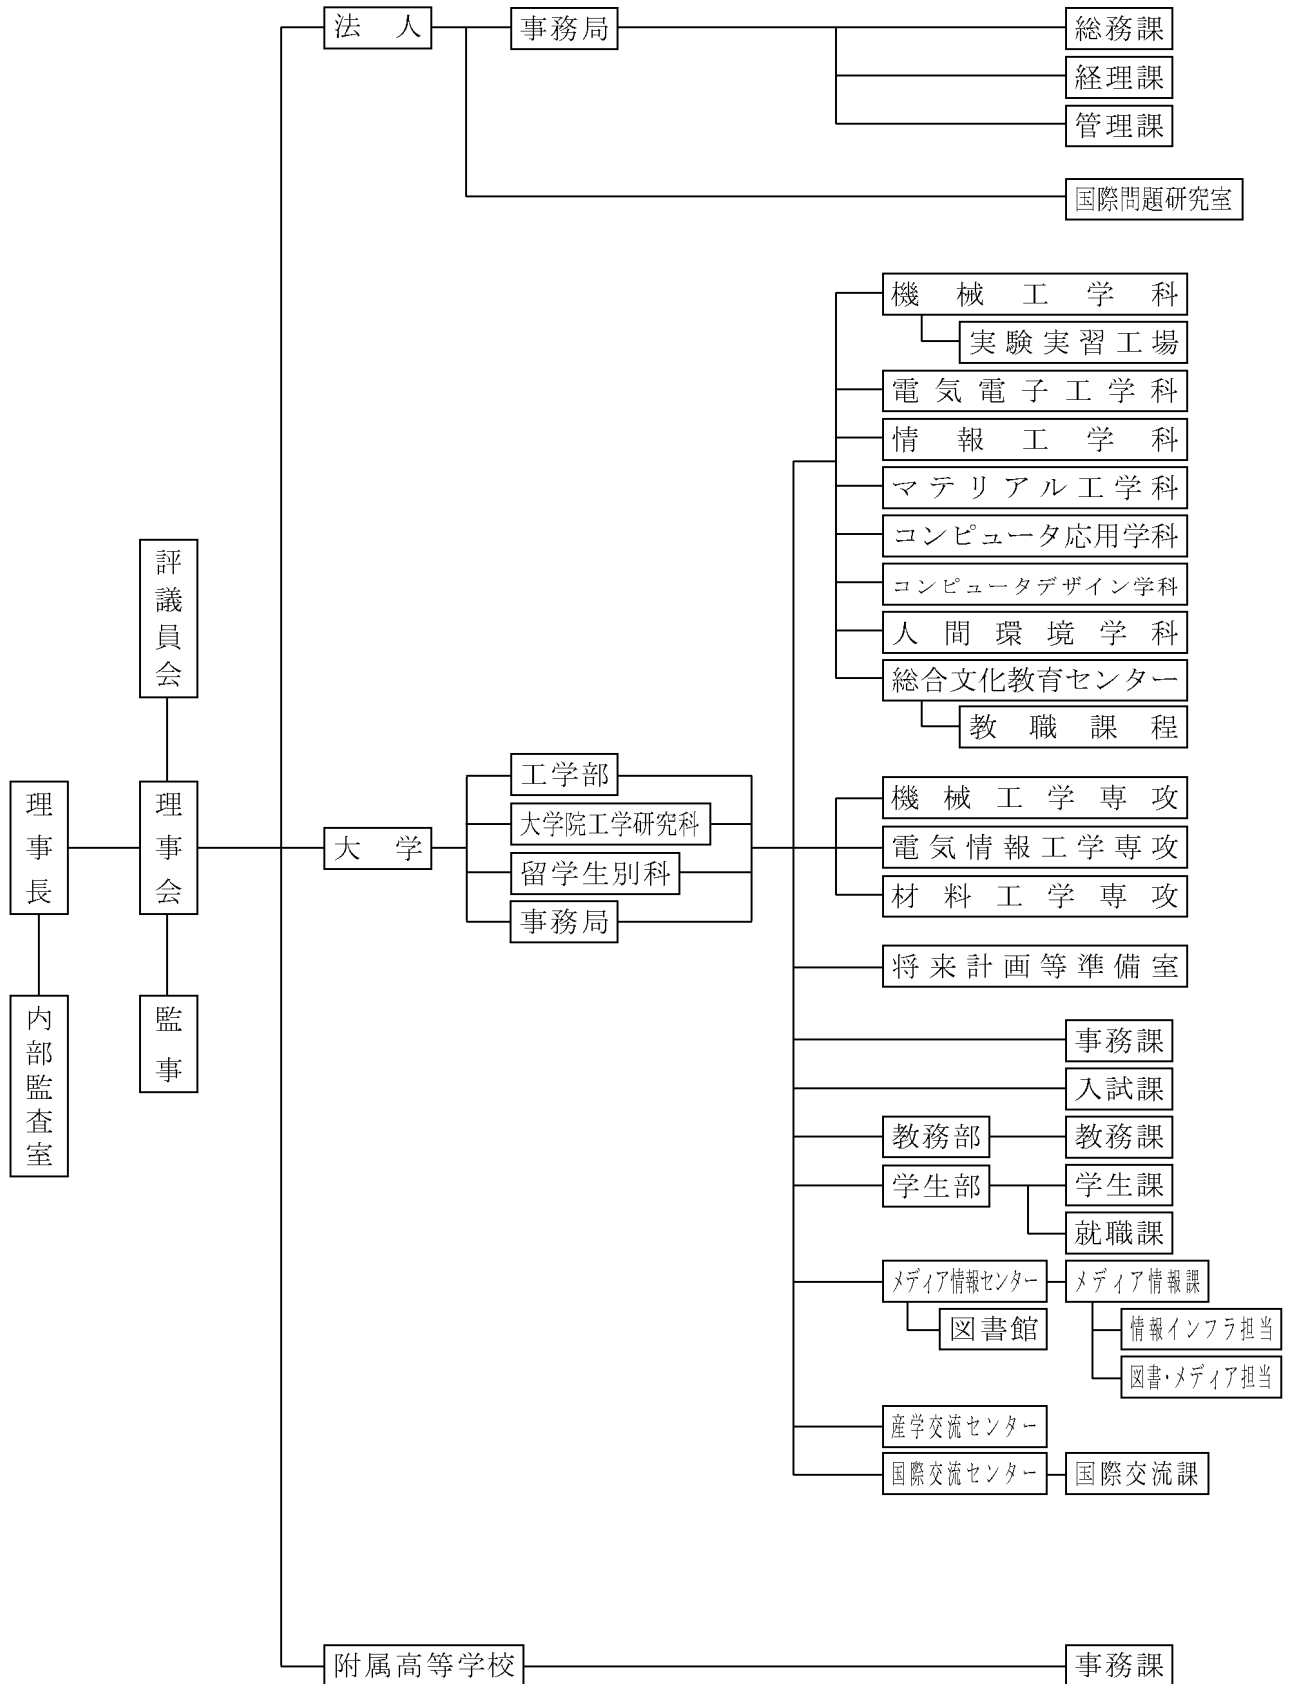 法人
事務局
総務課
経理課
管理課
国際問題研究室
機械工学科
実験実習工場
電気電子工学科
情報工学科
マテリアル工学科
コンピュータ応用学科
コンピュータデザイン学科
人間環境学科
総合文化教育センター
教職課程
評議員会
理事長
理事会
大学
工学部
大学院工学研究科
留学生別科
事務局
機械工学専攻
電気情報工学専攻
材料工学専攻
内部監査室
監事
将来計画等準備室
事務課
入試課
教務部
教務課
学生部
学生課
就職課
メディア情報センター
メディア情報課
図書館
情報インフラ担当
図書・メディア担当
産学交流センター
国際交流センター
国際交流課
附属高等学校
事務課